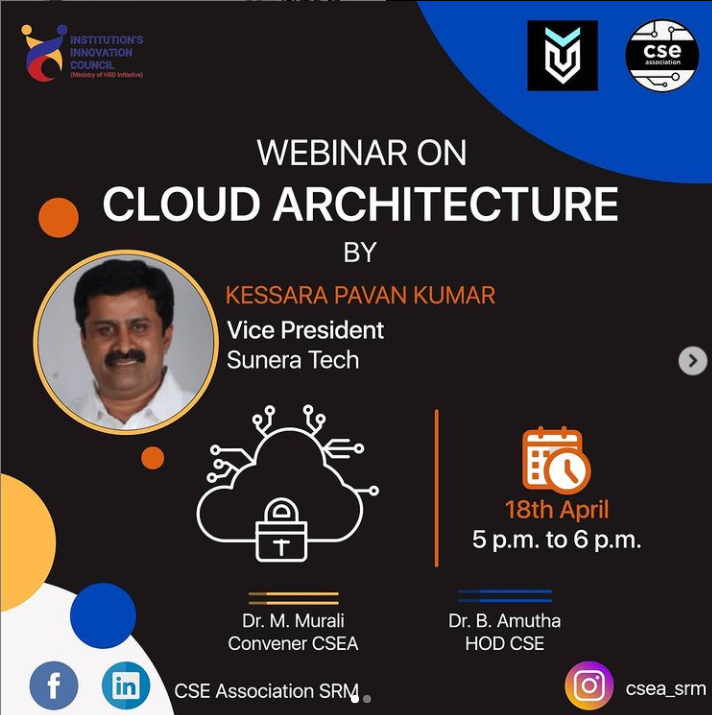 INSTITUTION'S
INNOVATION
COUNCIL
(Ministry of HRD Initiative)
cse
association
WEBINAR ON
CLOUD ARCHITECTURE
BY
KESSARA PAVAN KUMAR
Vice President
Sunera Tech
18th April
5 p.m. to 6 p.m.
Dr. M. Murali
Convener CSEA
Dr. B. Amutha
HOD CSE
f
in
CSE Association SRM
csea_srm